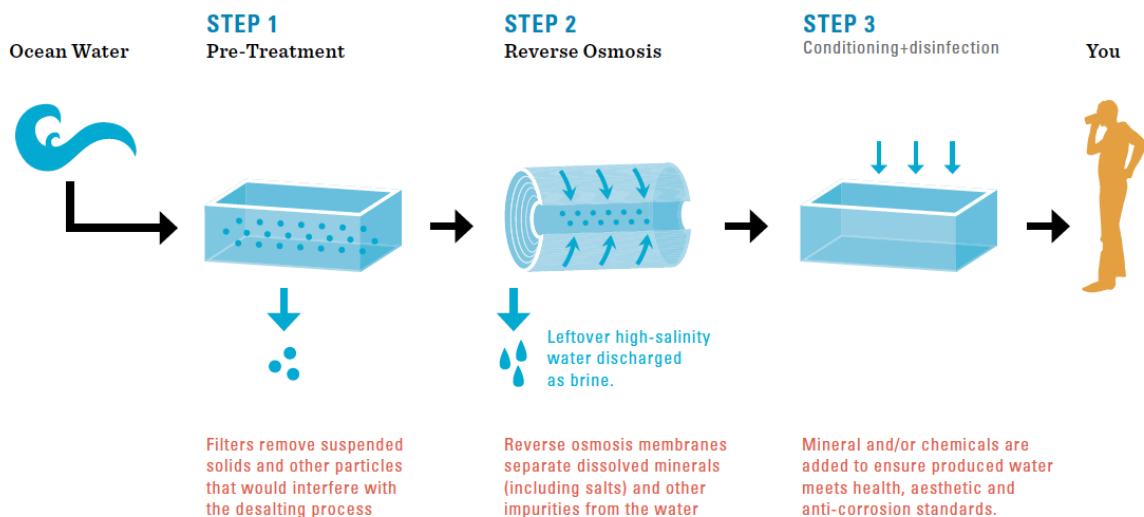 Ocean Water
STEP 1
Pre-Treatment
STEP 2
Reverse Osmosis
STEP 3
Conditioning+disinfection
You
Leftover high-salinity
water discharged
as brine.
Filters remove suspended
solids and other particles
that would interfere with
the desalting process
Reverse osmosis membranes
separate dissolved minerals
(including salts) and other
impurities from the water
Mineral and/or chemicals are
added to ensure produced water
meets health, aesthetic and
anti-corrosion standards.